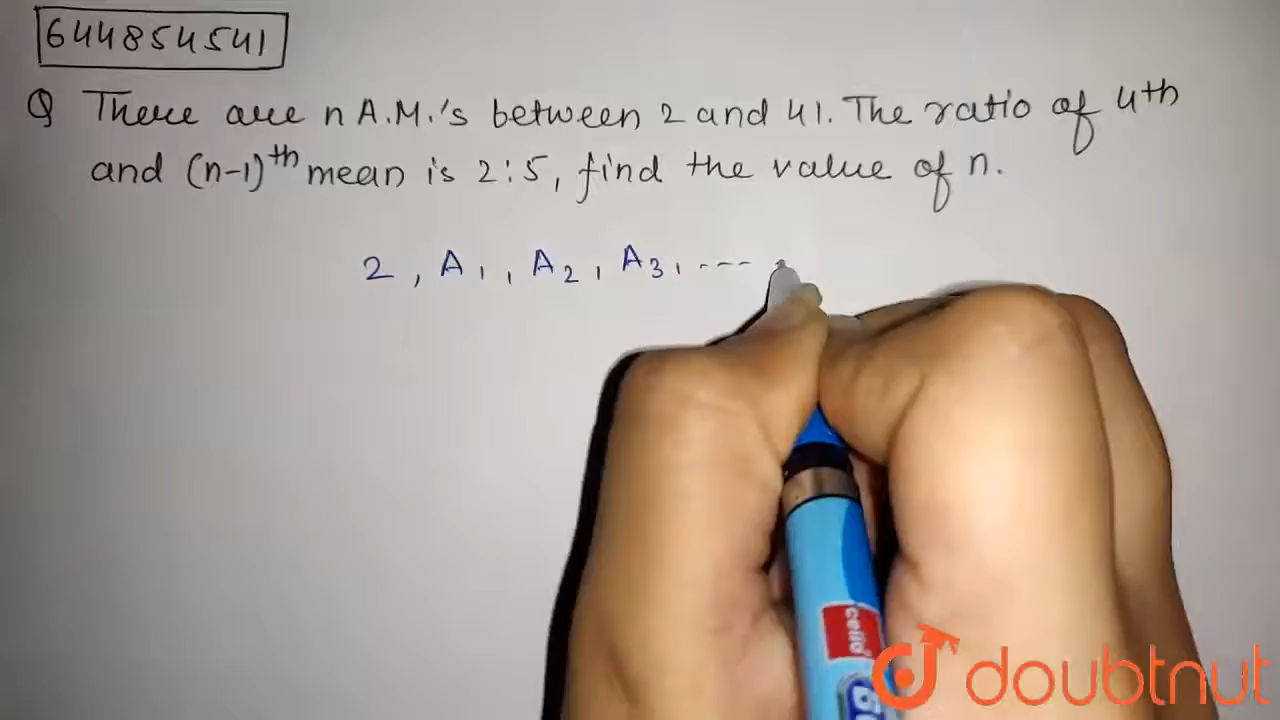 644854541
Q There are n A.M.'s between 2 and 41. The ratio of 4th
and (n-1)th mean is 2:5, find the value of n.
2, A1, A2, A3, ----
cello
doubtnut